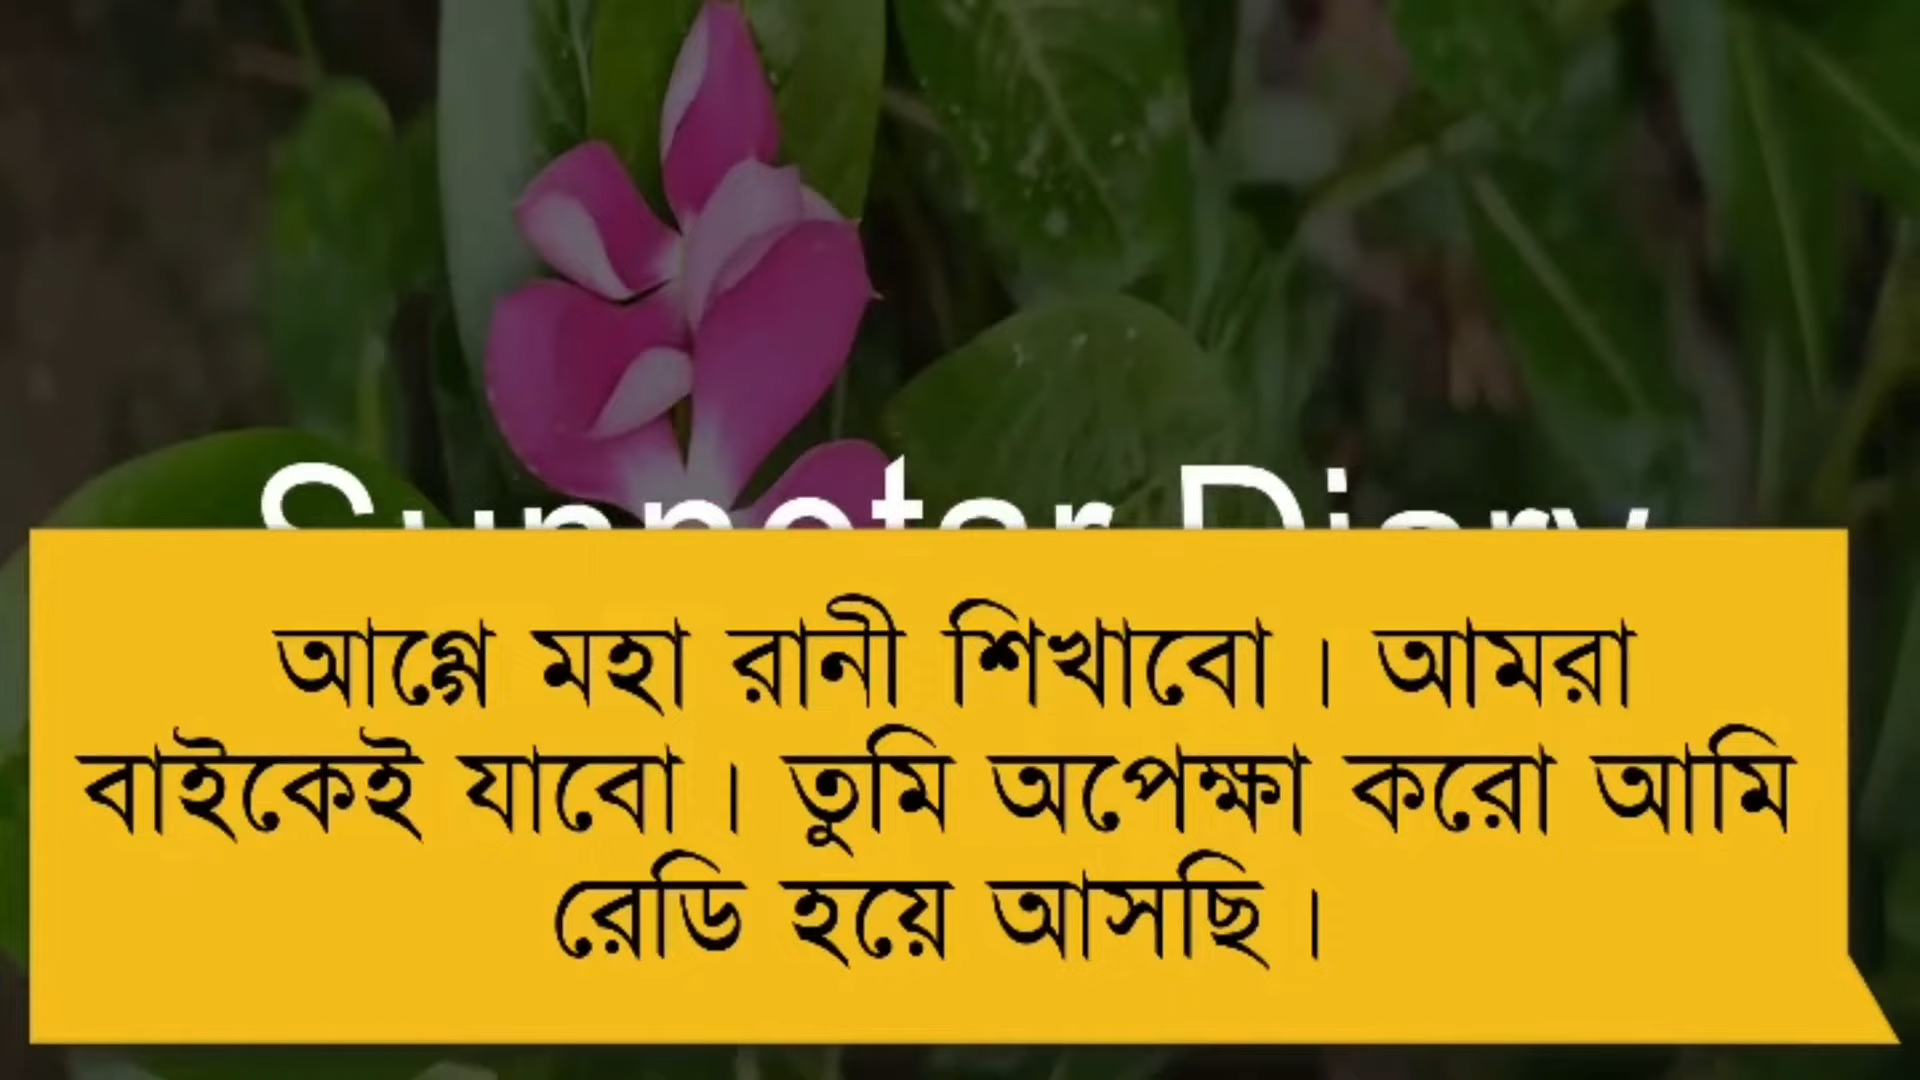 আগ্গে মহা রানী শিখাবো। আমরা
বাইকেই যাবো। তুমি অপেক্ষা করো আমি
রেডি হয়ে আসছি।